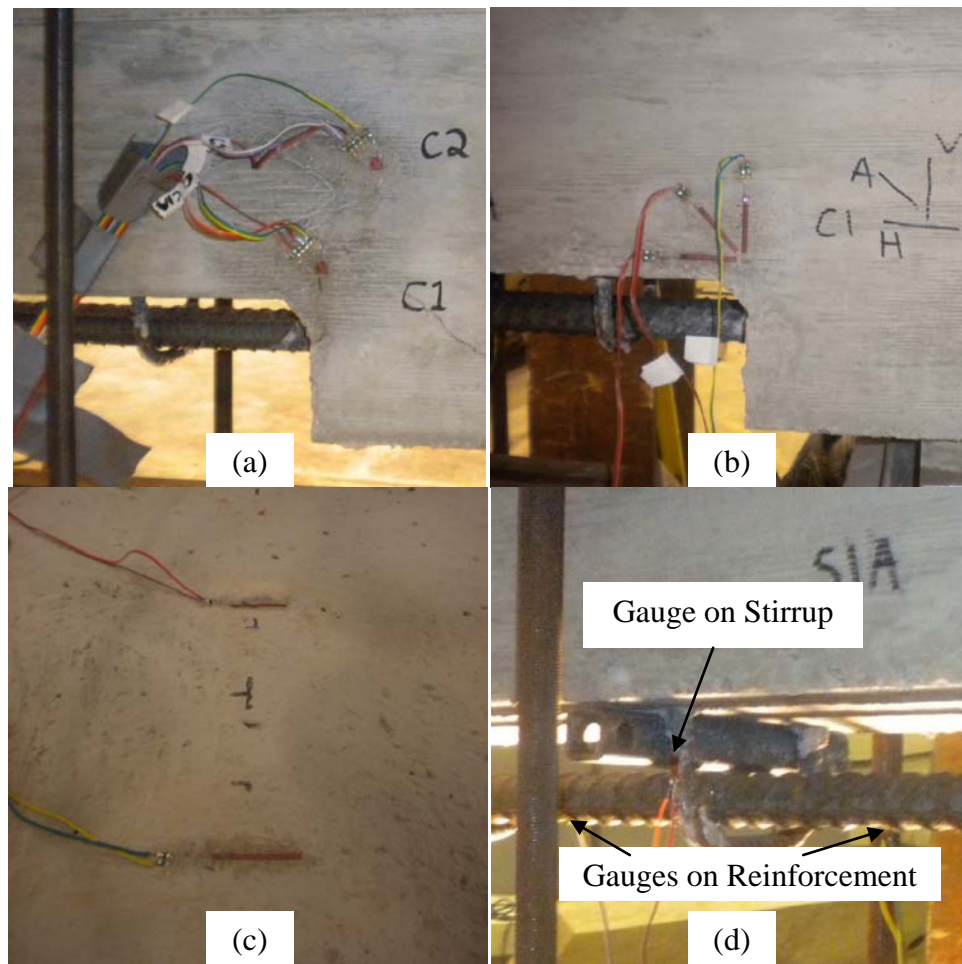 C2
C1
(a)
V
A
C1
H
(b)
(c)
S1A
Gauge on Stirrup
Gauges on Reinforcement
(d)